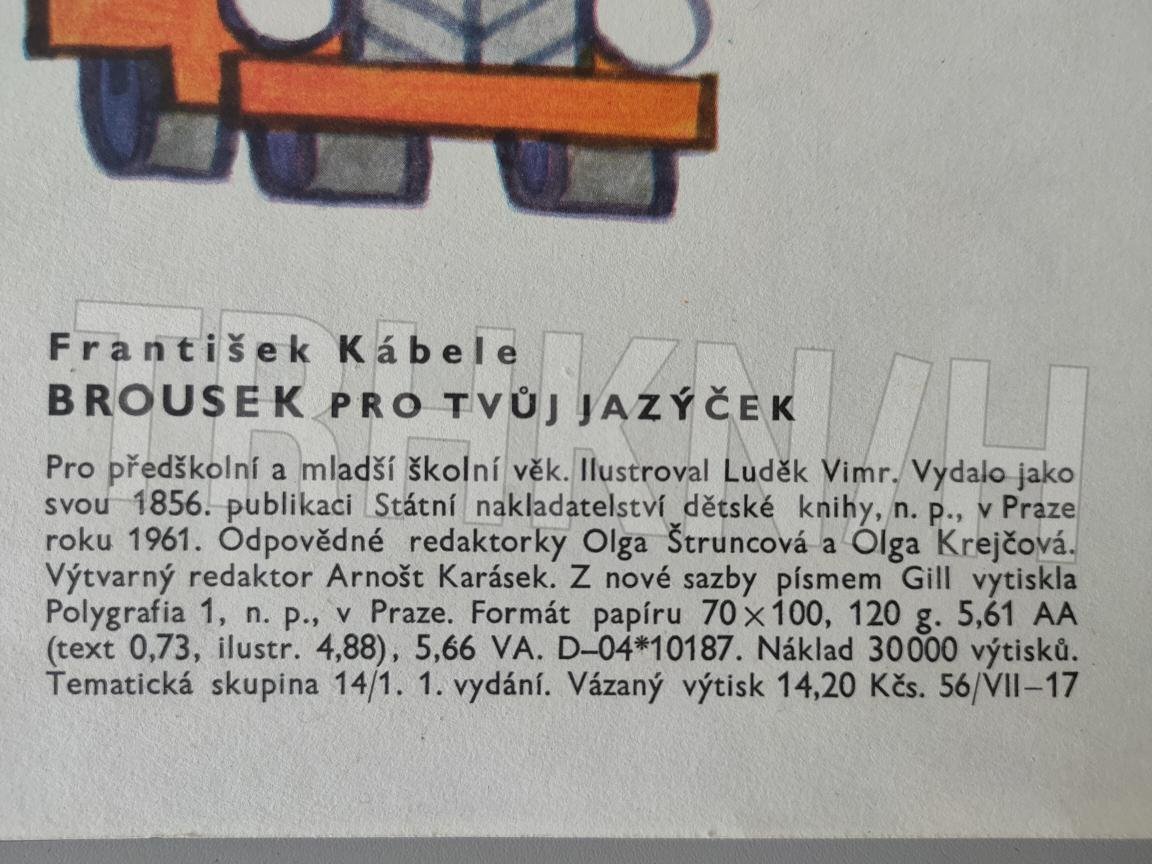 František Kábele
BROUSEK PRO TVŮJ JAZÝČEK
Pro předškolní a mladší školní věk. Ilustroval Luděk Vimr. Vydalo jako
svou 1856. publikaci Státní nakladatelství dětské knihy, n. p., v Praze
roku 1961. Odpovědné redaktorky Olga Štruncová a Olga Krejčová.
Výtvarný redaktor Arnošt Karásek. Z nové sazby písmem Gill vytiskla
Polygrafia 1, n. p., v Praze. Formát papíru 70×100, 120 g. 5,61 AA
(text 0,73, ilustr. 4,88), 5,66 VA. D–04*10187. Náklad 30000 výtisků.
Tematická skupina 14/1. 1. vydání. Vázaný výtisk 14,20 Kčs. 56/VII–17
TRHKNIH